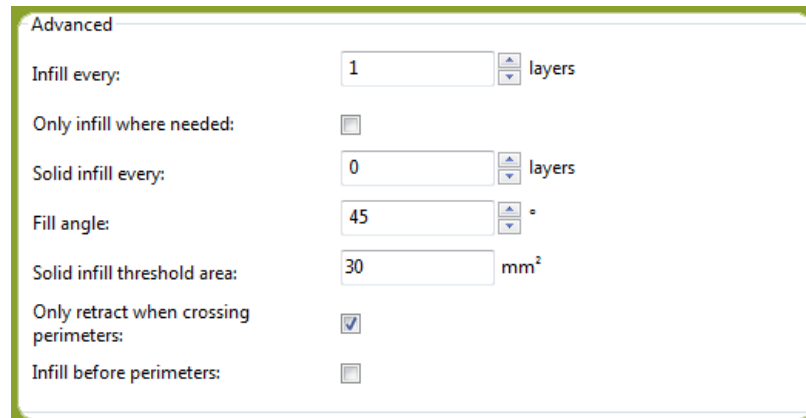 Advanced
Infill every: 1 layers
Only infill where needed:
Solid infill every: 0 layers
Fill angle: 45 °
Solid infill threshold area: 30 mm²
Only retract when crossing
perimeters:
Infill before perimeters: